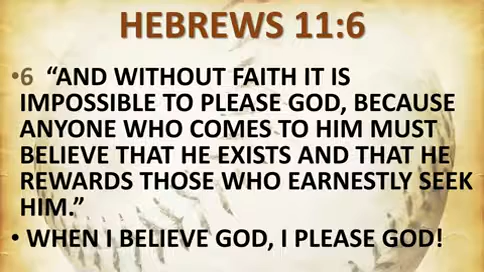 HEBREWS 11:6
•6 “AND WITHOUT FAITH IT IS
IMPOSSIBLE TO PLEASE GOD, BECAUSE
ANYONE WHO COMES TO HIM MUST
BELIEVE THAT HE EXISTS AND THAT HE
REWARDS THOSE WHO EARNESTLY SEEK
HIM.”
• WHEN I BELIEVE GOD, I PLEASE GOD!